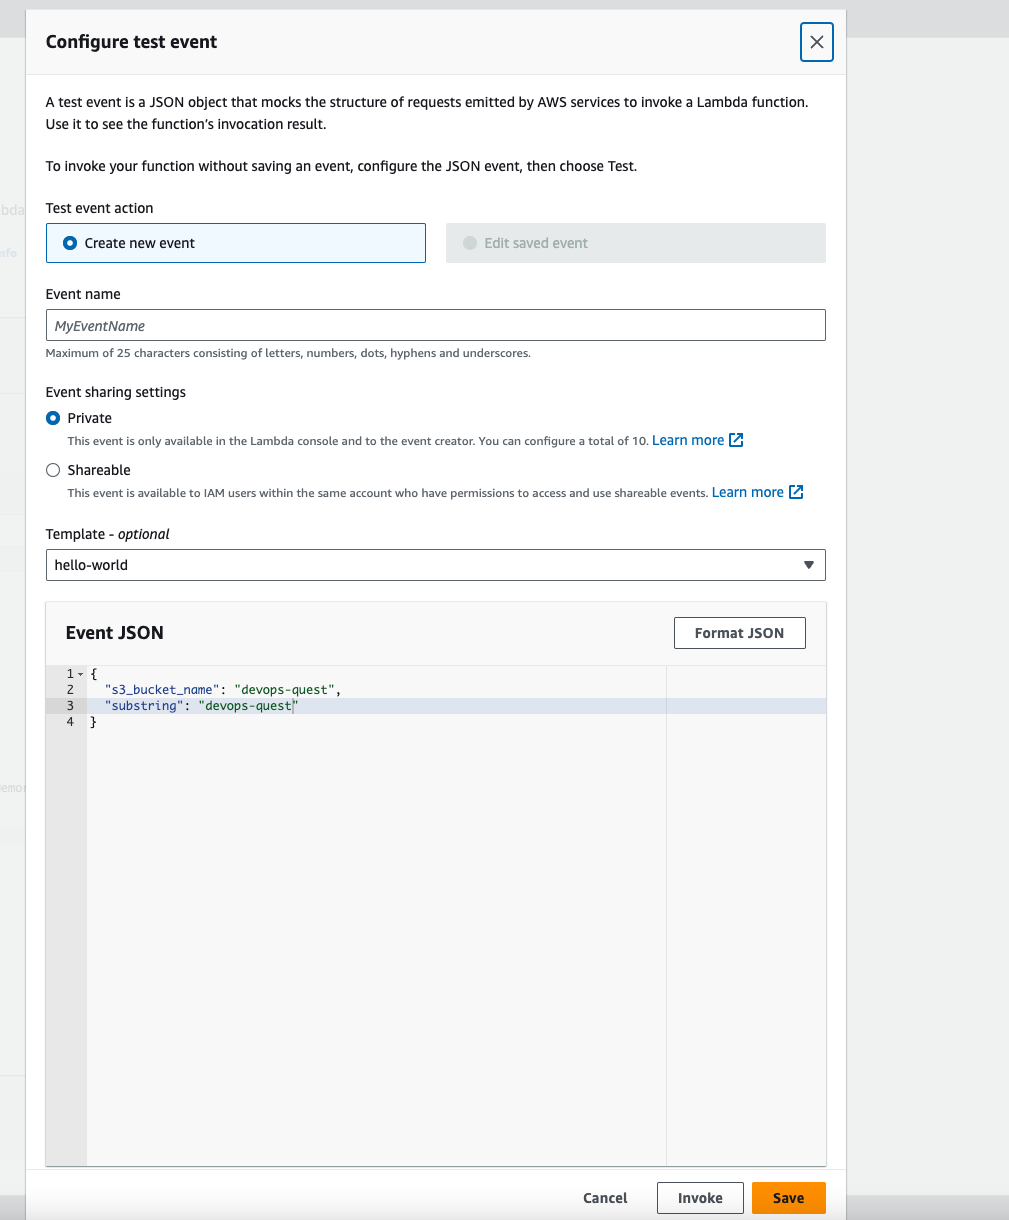 Configure test event
A test event is a JSON object that mocks the structure of requests emitted by AWS services to invoke a Lambda function.
Use it to see the function's invocation result.
To invoke your function without saving an event, configure the JSON event, then choose Test.
Test event action
Create new event
Edit saved event
Event name
MyEventName
Maximum of 25 characters consisting of letters, numbers, dots, hyphens and underscores.
Event sharing settings
Private
This event is only available in the Lambda console and to the event creator. You can configure a total of 10. Learn more
Shareable
This event is available to IAM users within the same account who have permissions to access and use shareable events. Learn more
Template - optional
hello-world
Event JSON
Format JSON
1 {
2 "s3_bucket_name": "devops-quest",
3 "substring": "devops-quest"
4 }
Cancel
Invoke
Save